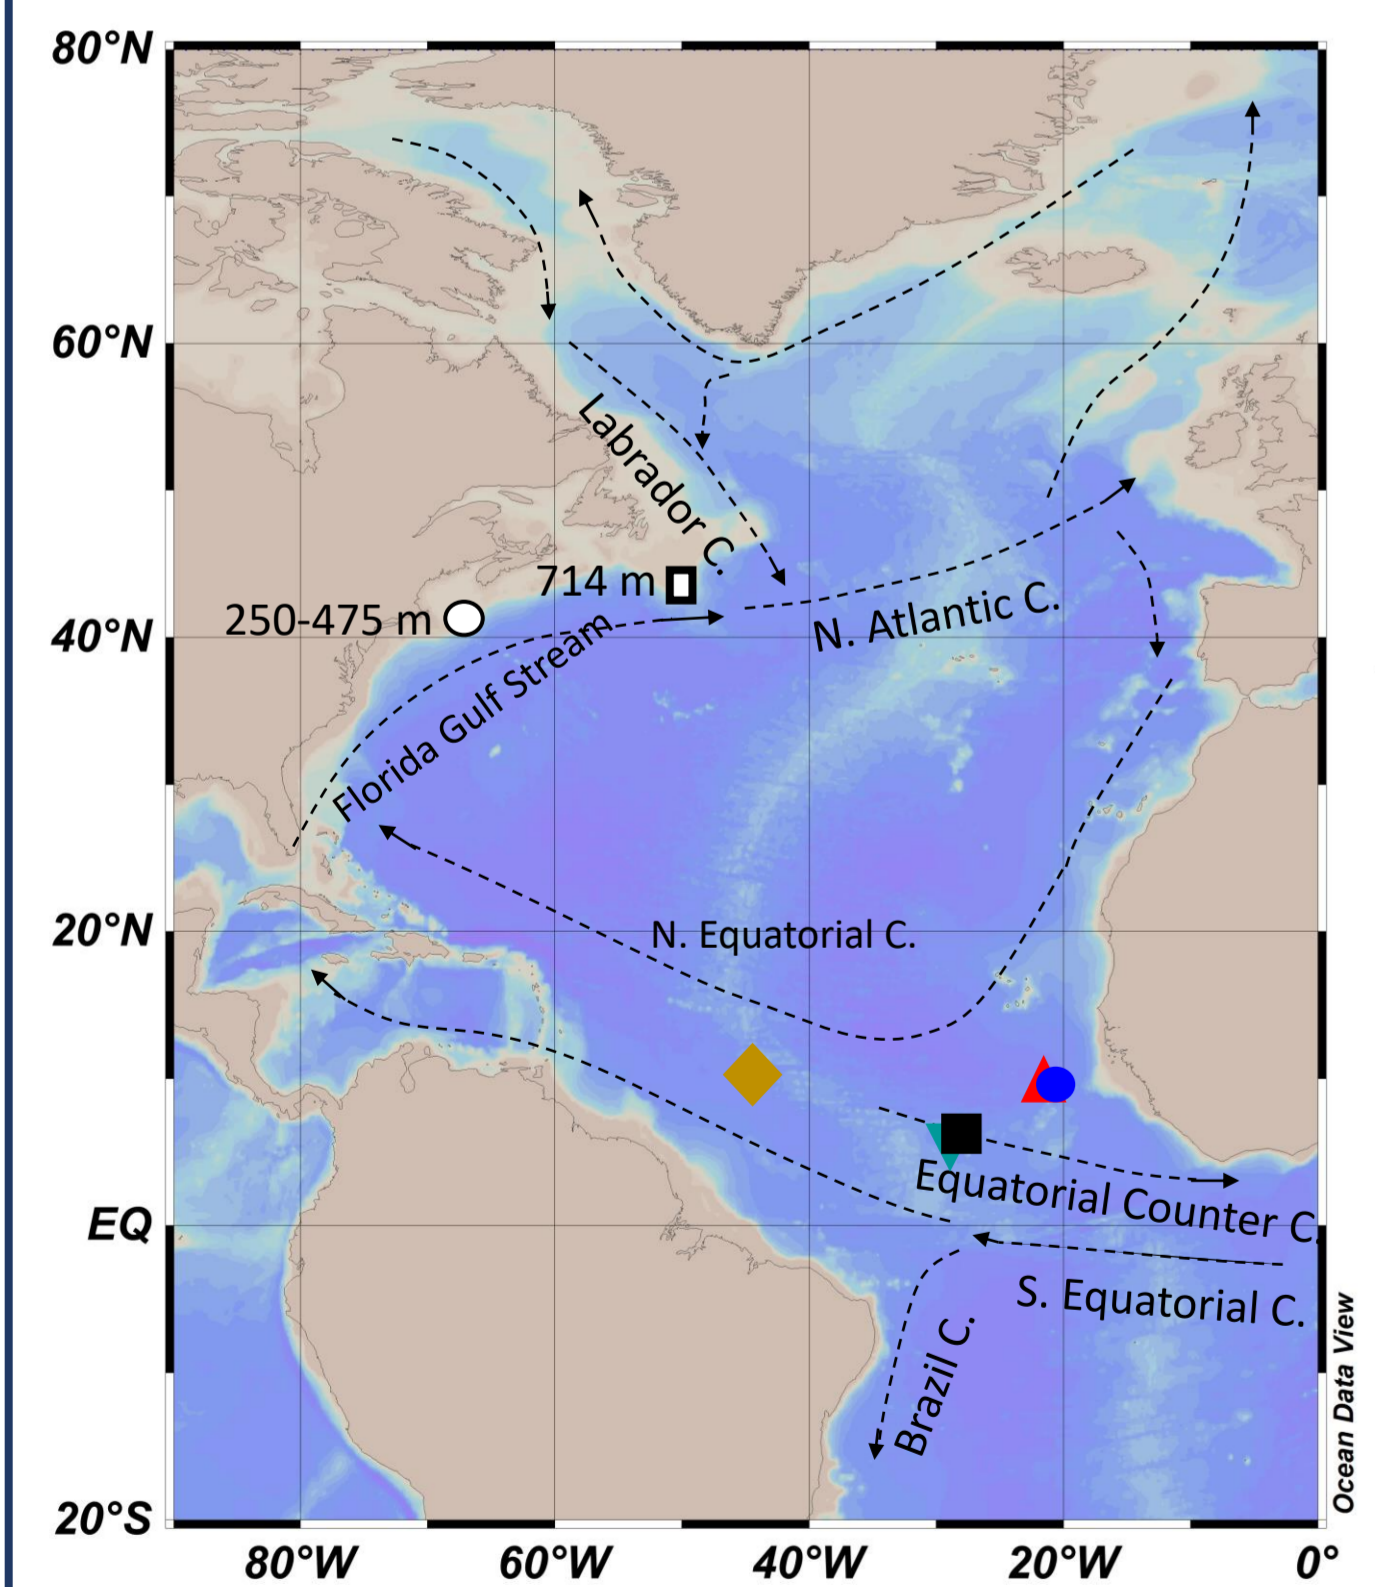 80°N
60°N
Labrador C.
714 m
250-475 m
40°N
N. Atlantic C.
Florida Gulf Stream
20°N
N. Equatorial C.
Equatorial Counter C.
EQ
S. Equatorial C.
Brazil C.
Ocean Data View
20°S
80°W 60°W 40°W 20°W 0°